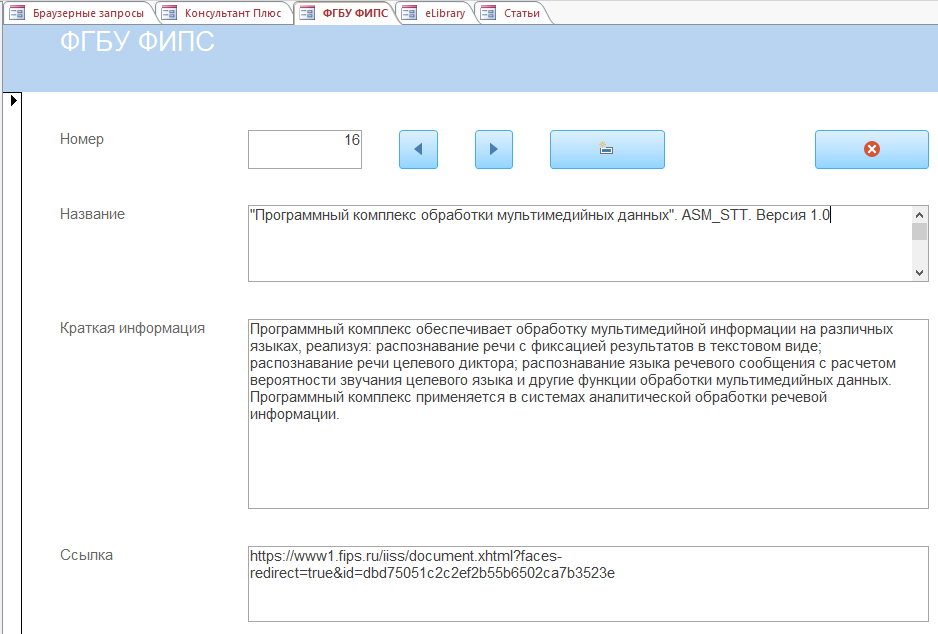 Браузерные запросы Консультант Плюс ФГБУ ФИПС eLibrary Статьи
ФГБУ ФИПС
Номер 16
Название "Программный комплекс обработки мультимедийных данных". ASM_STT. Версия 1.0
Краткая информация Программный комплекс обеспечивает обработку мультимедийной информации на различных
языках, реализуя: распознавание речи с фиксацией результатов в текстовом виде;
распознавание речи целевого диктора; распознавание языка речевого сообщения с расчетом
вероятности звучания целевого языка и другие функции обработки мультимедийных данных.
Программный комплекс применяется в системах аналитической обработки речевой
информации.
Ссылка https://www1.fips.ru/iiss/document.xhtml?faces-
redirect=true&id=dbd75051c2c2ef2b55b6502ca7b3523e